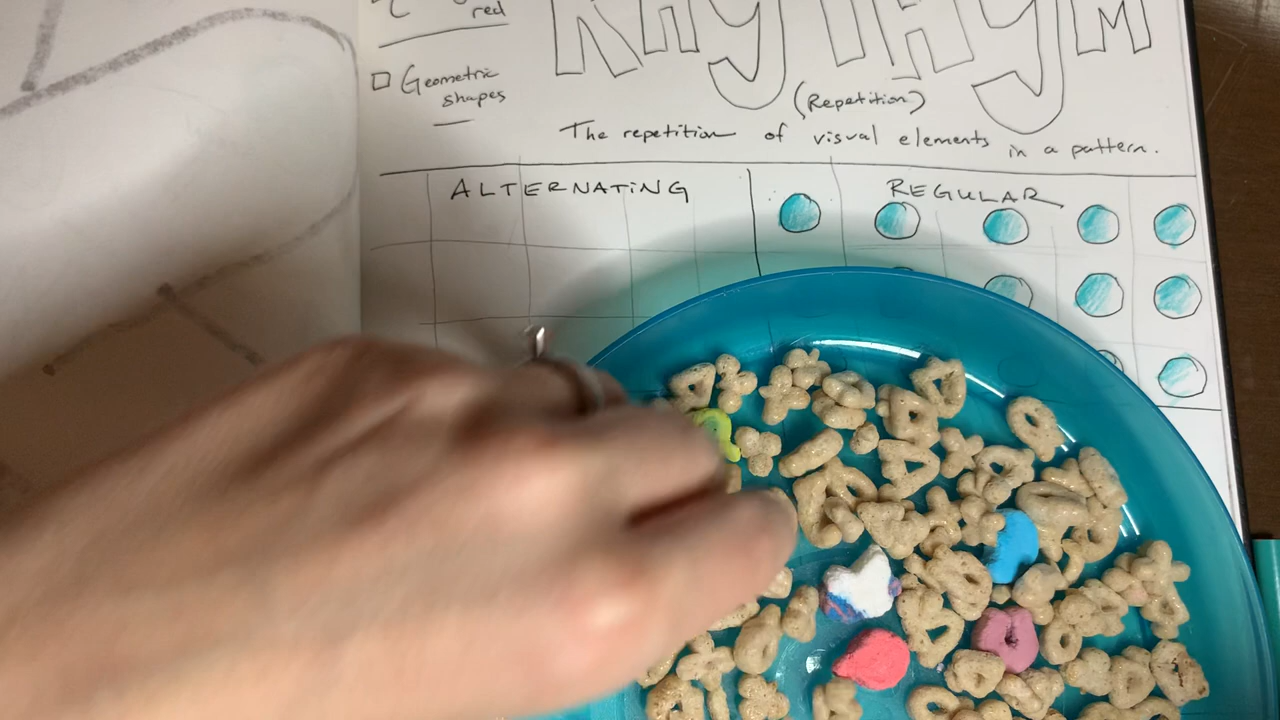 red
Geometric
shapes
RHYTHYM
(Repetition)
The repetition of visual elements in a pattern.
ALTERNATING
REGULAR